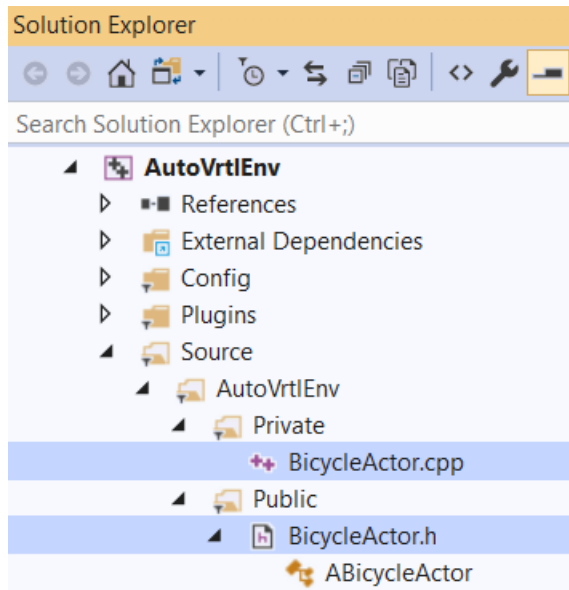 Solution Explorer
Search Solution Explorer (Ctrl+;)
AutoVrtlEnv
References
External Dependencies
Config
Plugins
Source
AutoVrtlEnv
Private
BicycleActor.cpp
Public
BicycleActor.h
ABicycleActor